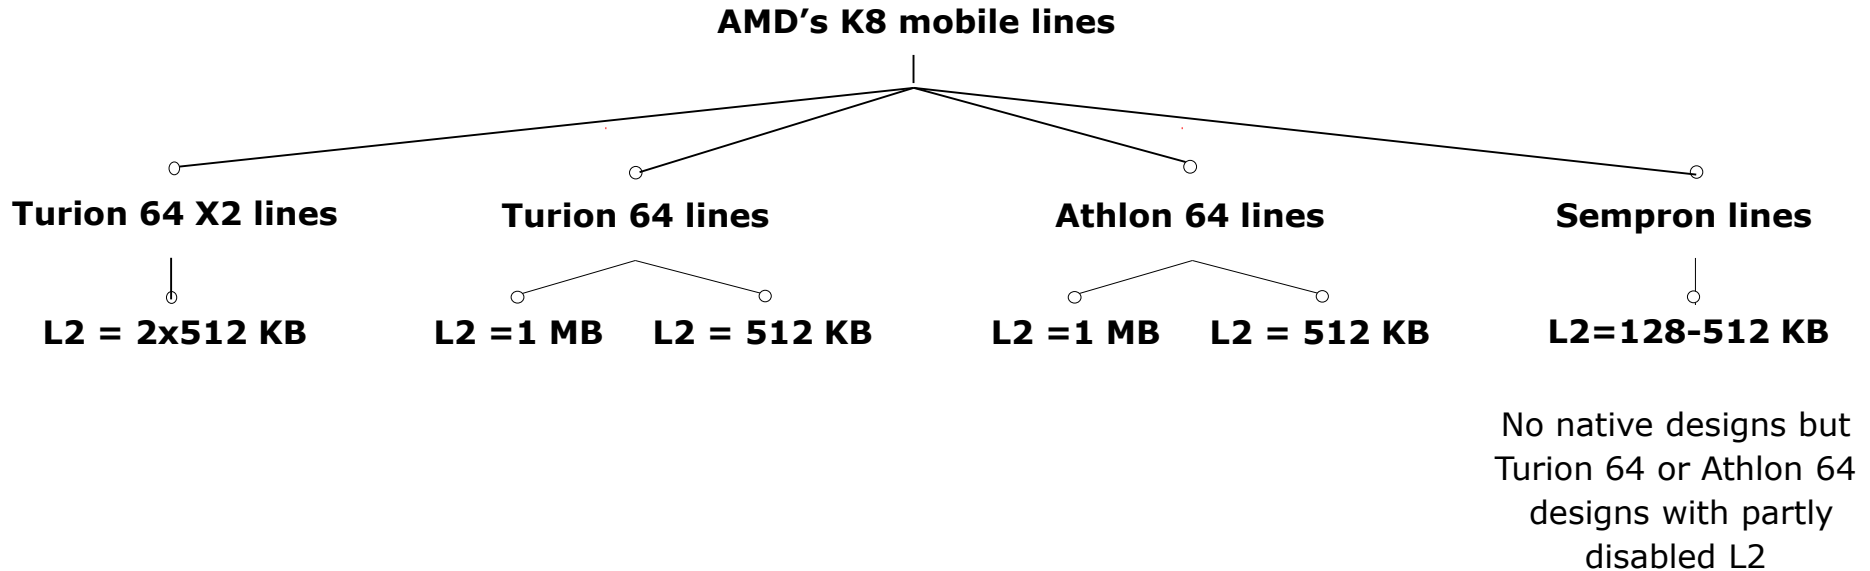 AMD’s K8 mobile lines
Turion 64 X2 lines
Turion 64 lines
Athlon 64 lines
Sempron lines
L2 = 2x512 KB
L2 =1 MB
L2 = 512 KB
L2 =1 MB
L2 = 512 KB
L2=128-512 KB
No native designs but
Turion 64 or Athlon 64
designs with partly
disabled L2